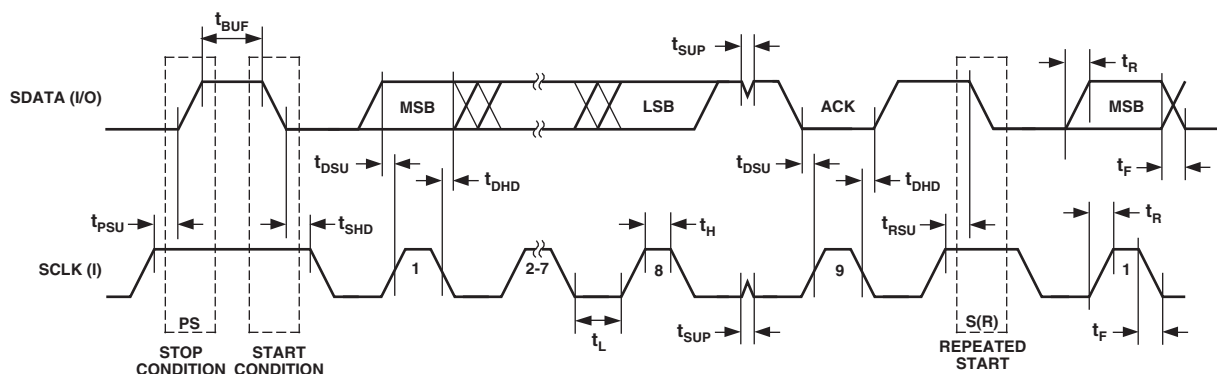 tBUF
tSUP
SDATA (I/O)
MSB
LSB
ACK
tR
MSB
tDSU
tDHD
tDSU
tDHD
tF
tPSU
tSHD
tH
tRSU
tR
SCLK (I)
1
2-7
8
9
1
PS
tL
tSUP
S(R)
tF
STOP CONDITION
START CONDITION
REPEATED START